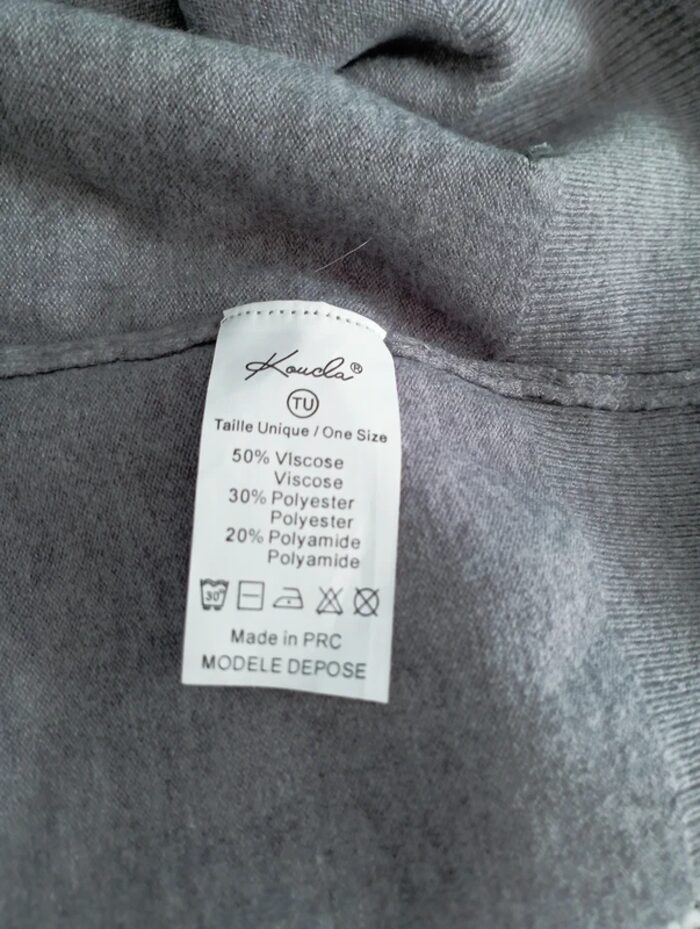 Koucla®
TU
Taille Unique / One Size
50% VIscose
Viscose
30% Polyester
Polyester
20% Polyamide
Polyamide
30°
Made in PRC
MODELE DEPOSE